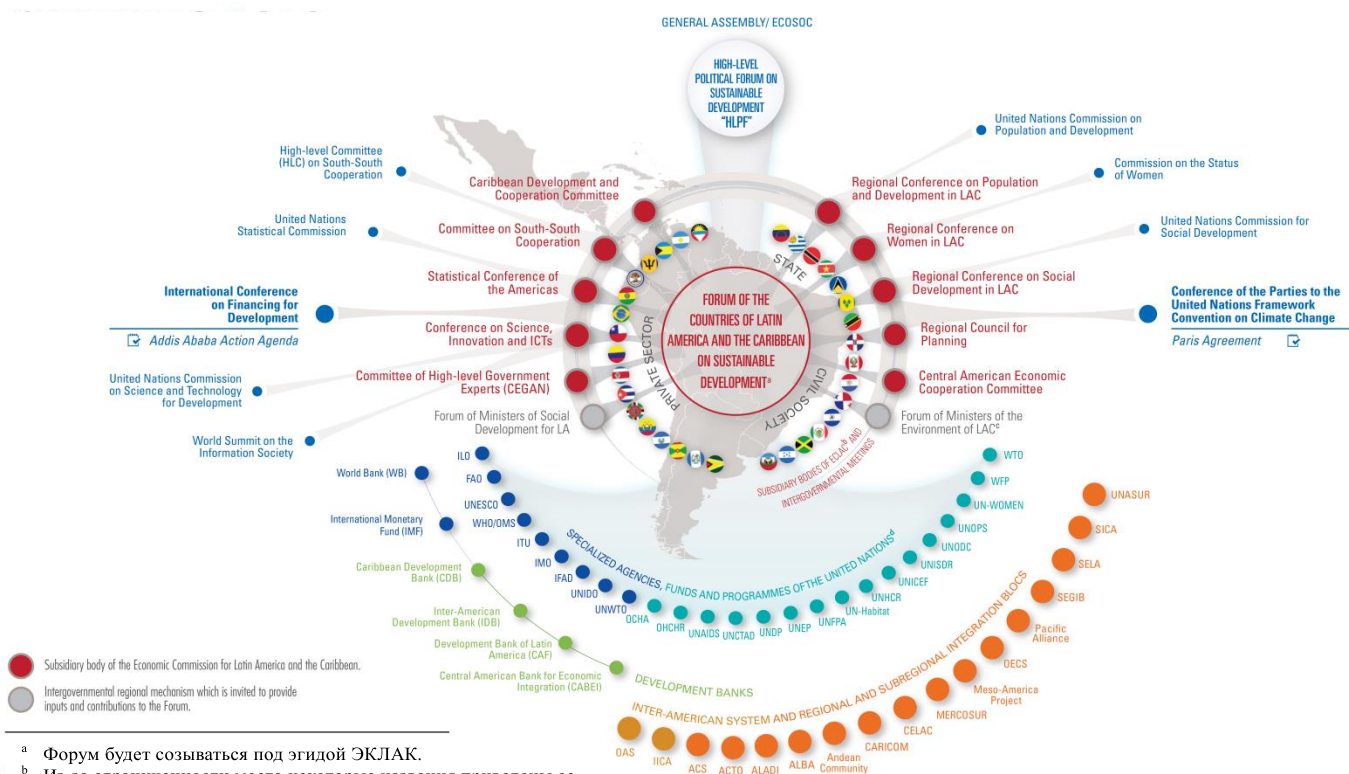 GENERAL ASSEMBLY/ ECOSOC
HIGH-LEVEL
POLITICAL FORUM ON
SUSTAINABLE
DEVELOPMENT
“HLPF”
High-level Committee
(HLC) on South-South
Cooperation
United Nations
Statistical Commission
International Conference
on Financing for
Development
Addis Ababa Action Agenda
United Nations Commission
on Science and Technology
for Development
World Summit on the
Information Society
Caribbean Development and
Cooperation Committee
Committee on South-South
Cooperation
Statistical Conference of
the Americas
Conference on Science,
Innovation and ICTs
Committee of High-level Government
Experts (CEGAN)
Forum of Ministers of Social
Development for LA
PRIVATE SECTOR
STATE
CIVIL SOCIETY
FORUM OF THE
COUNTRIES OF LATIN
AMERICA AND THE CARIBBEAN
ON SUSTAINABLE
DEVELOPMENTª
Regional Conference on Population
and Development in LAC
Regional Conference on
Women in LAC
Regional Conference on Social
Development in LAC
Regional Council for
Planning
Central American Economic
Cooperation Committee
Forum of Ministers of the
Environment of LACᶜ
SUBSIDIARY BODIES OF ECLACᵇ AND
INTERGOVERNMENTAL MEETINGS
United Nations Commission on
Population and Development
Commission on the Status
of Women
United Nations Commission for
Social Development
Conference of the Parties to the
United Nations Framework
Convention on Climate Change
Paris Agreement
World Bank (WB)
International Monetary
Fund (IMF)
Caribbean Development
Bank (CDB)
Inter-American
Development Bank (IDB)
Development Bank of Latin
America (CAF)
Central American Bank for Economic
Integration (CABEI)
DEVELOPMENT BANKS
ILO
FAO
UNESCO
WHO/OMS
ITU
IMO
IFAD
UNIDO
UNWTO
OCHA
OHCHR
UNAIDS
UNCTAD
UNDP
UNEP
UNFPA
UN-Habitat
UNHCR
UNICEF
UNISDR
UNODC
UNOPS
UN-WOMEN
WFP
WTO
SPECIALIZED AGENCIES, FUNDS AND PROGRAMMES OF THE UNITED NATIONSᵈ
INTER-AMERICAN SYSTEM AND REGIONAL AND SUBREGIONAL INTEGRATION BLOCS
OAS
IICA
ACS
ACTO
ALADI
ALBA
Andean
Community
CARICOM
CELAC
MERCOSUR
Meso-America
Project
OECS
Pacific
Alliance
SEGIB
SELA
SICA
UNASUR
Subsidiary body of the Economic Commission for Latin America and the Caribbean.
Intergovernmental regional mechanism which is invited to provide
inputs and contributions to the Forum.
ª Форум будет созываться под эгидой ЭКЛАК.
ᵇ